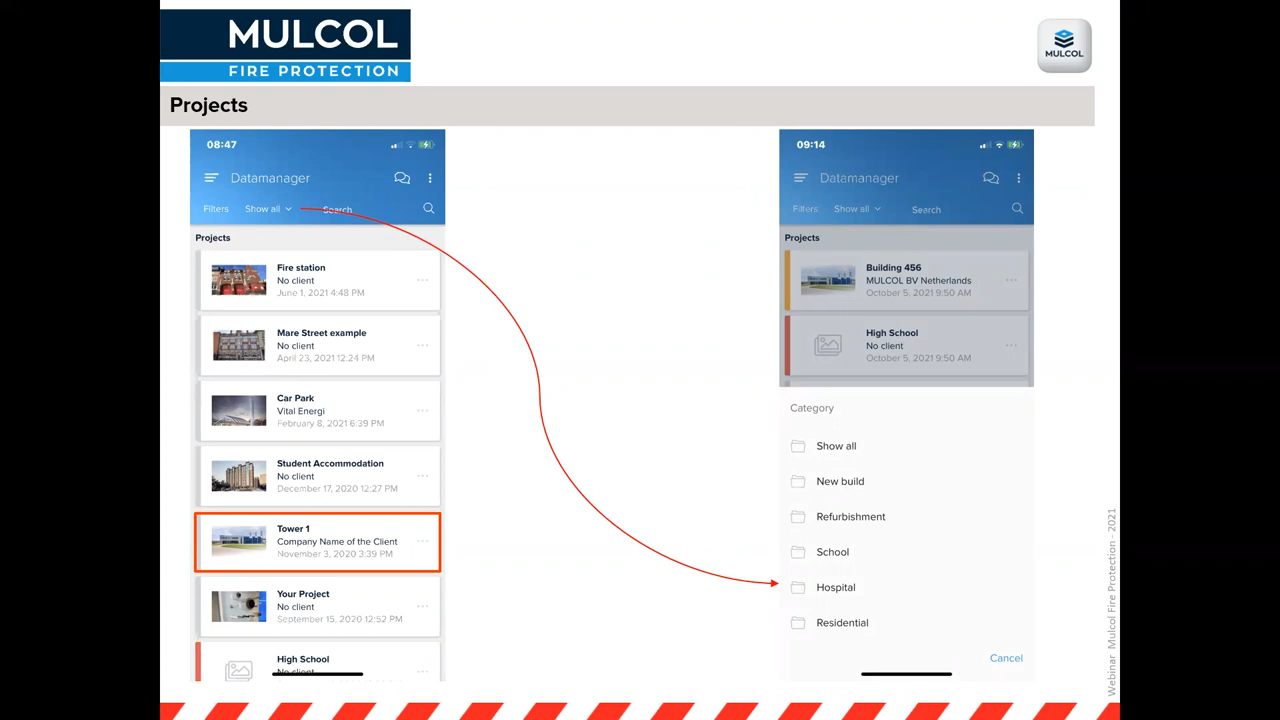 MULCOL
FIRE PROTECTION
MULCOL
Projects
08:47
Datamanager
Filters Show all Search
Projects
Fire station
No client
June 1, 2021 4:48 PM
Mare Street example
No client
April 23, 2021 12:24 PM
Car Park
Vital Energi
February 8, 2021 6:39 PM
Student Accommodation
No client
December 17, 2020 12:27 PM
Tower 1
Company Name of the Client
November 3, 2020 3:39 PM
Your Project
No client
September 15, 2020 12:52 PM
High School
No client
09:14
Datamanager
Filters Show all Search
Projects
Building 456
MULCOL BV Netherlands
October 5, 2021 9:50 AM
High School
No client
October 5, 2021 9:50 AM
Category
Show all
New build
Refurbishment
School
Hospital
Residential
Cancel
Webinar Mulcol Fire Protection - 2021